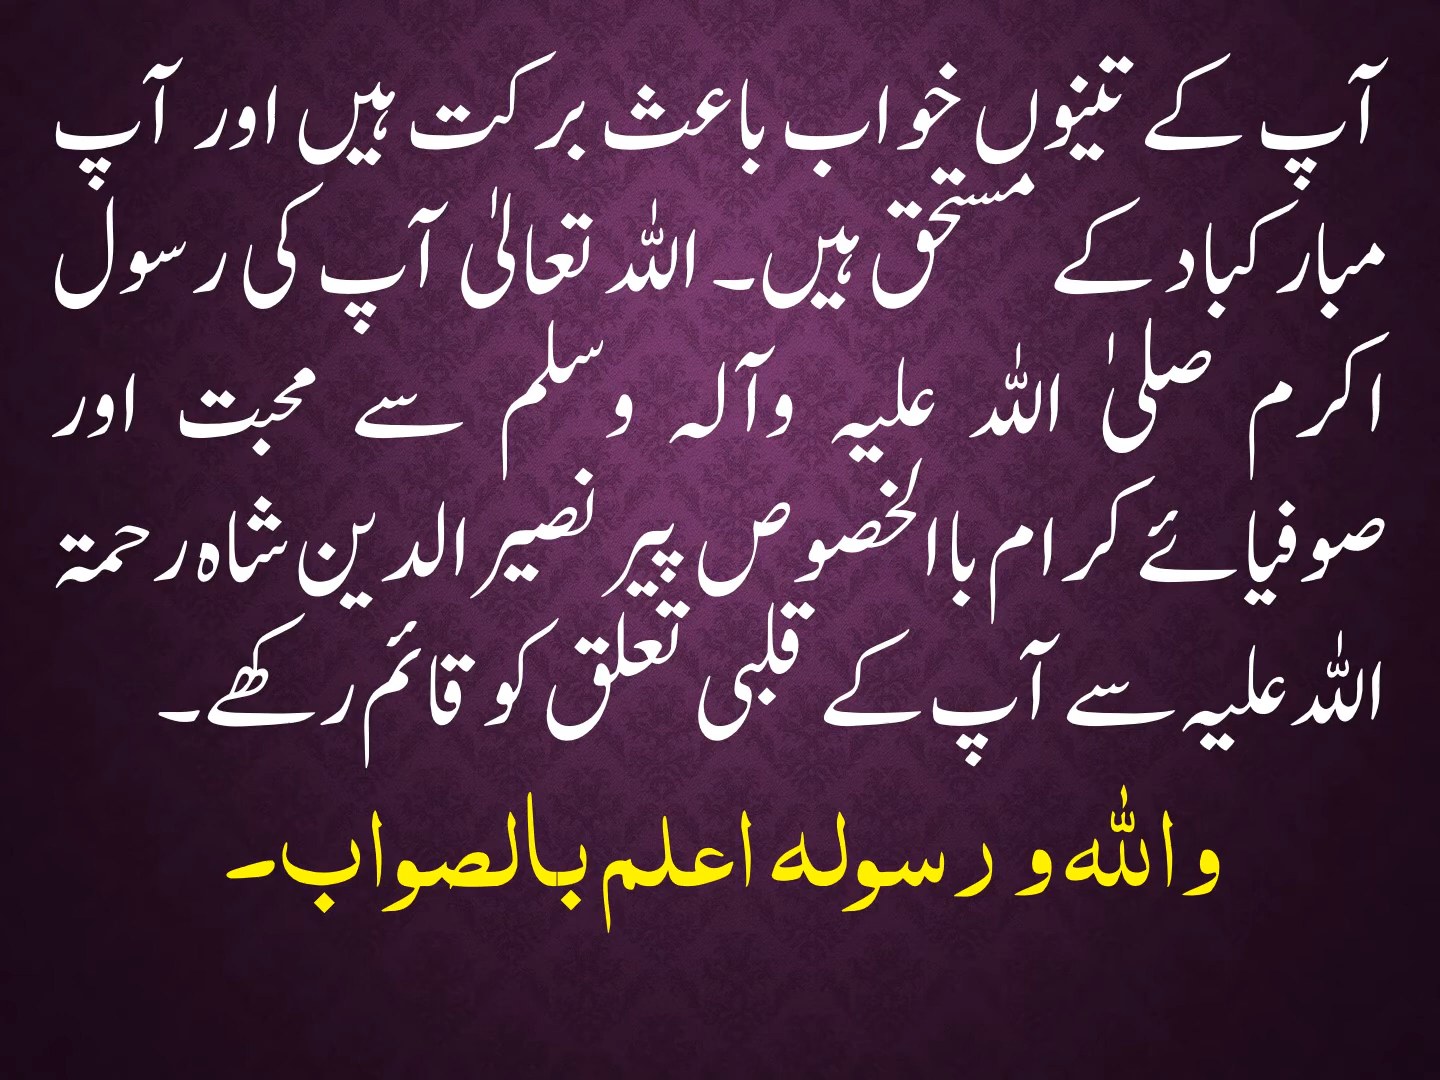 آپ کے تینوں خواب باعث برکت ہیں اور آپ
مبارکباد کے مستحق ہیں۔ اللہ تعالیٰ آپ کی رسول
اکرم صلیٰ اللہ علیہ وآلہ وسلم سے محبت اور
صوفیائے کرام باالخصوص پیر نصیر الدین شاہ رحمۃ
اللہ علیہ سے آپ کے قلبی تعلق کو قائم رکھے۔
واللہ و رسولہ اعلم بالصواب۔